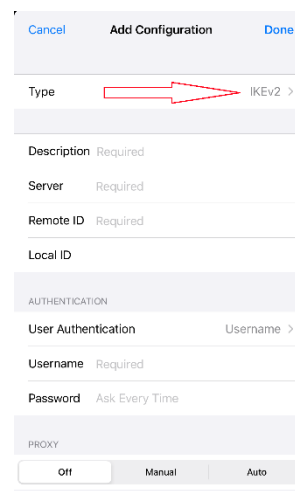 Cancel Add Configuration Done
Type IKEv2 >
Description Required
Server Required
Remote ID Required
Local ID
AUTHENTICATION
User Authentication Username >
Username Required
Password Ask Every Time
PROXY
Off Manual Auto